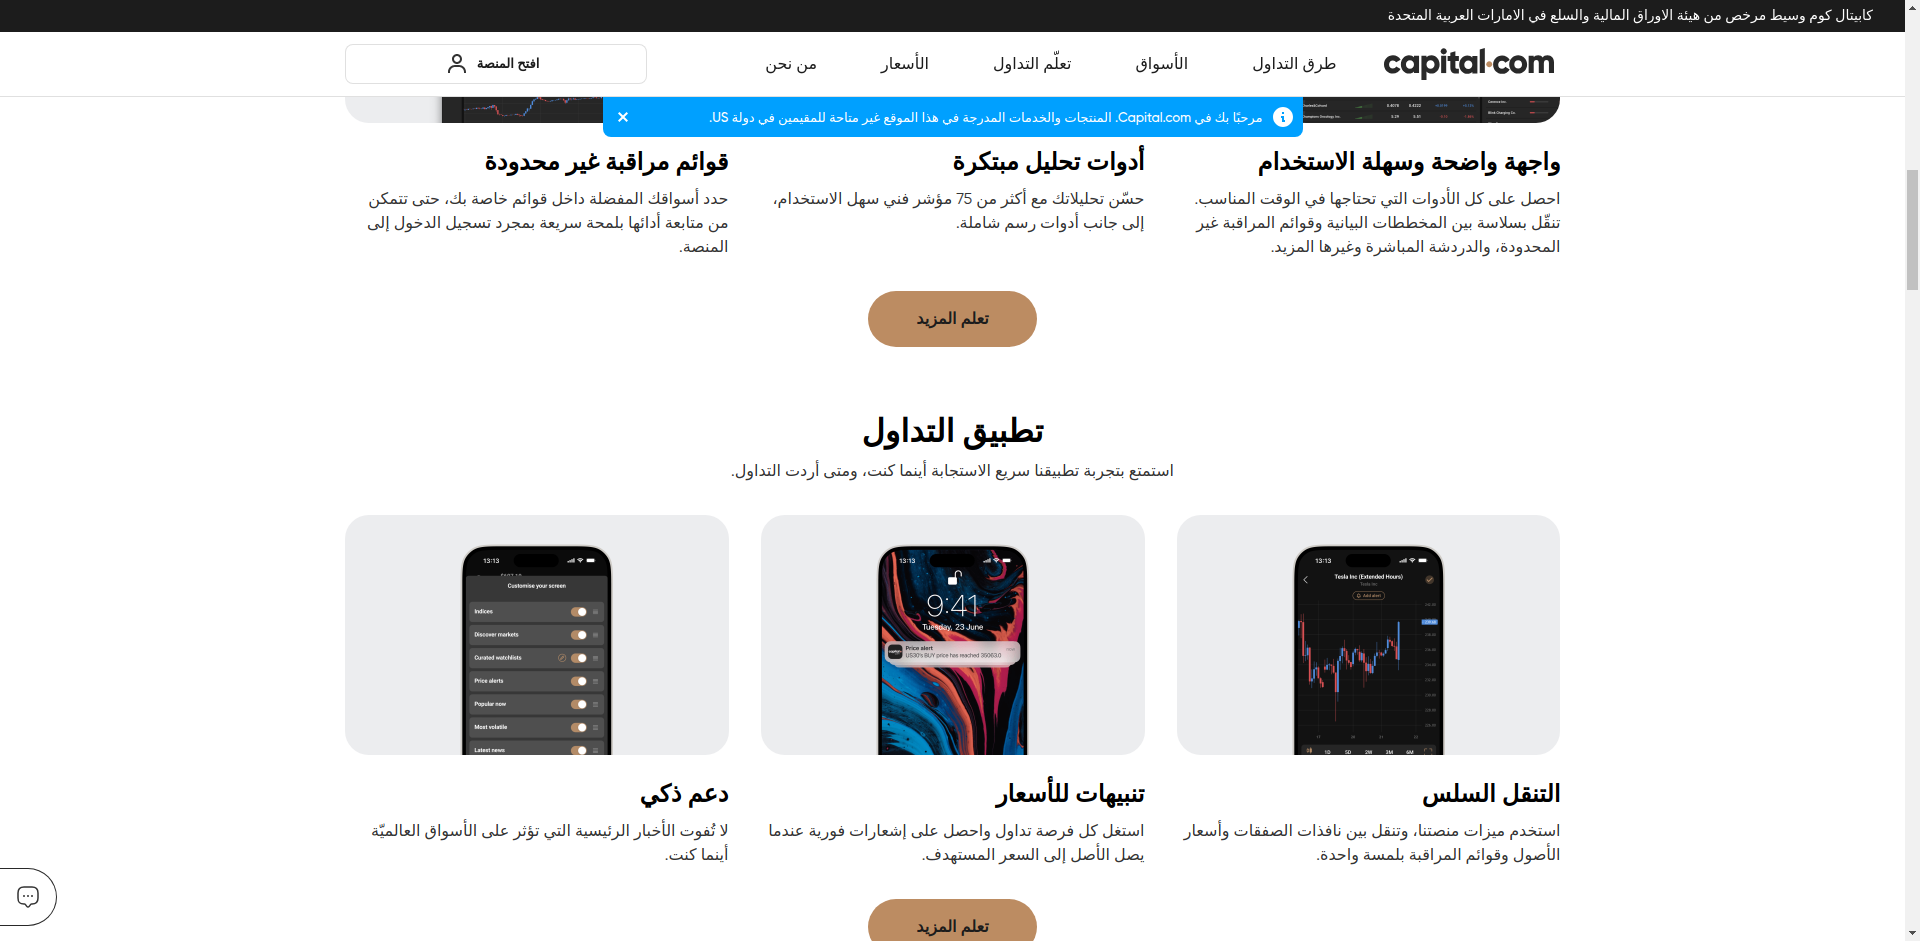 كابيتال كوم وسيط مرخص من هيئة الاوراق المالية والسلع في الامارات العربية المتحدة
capital.com
طرق التداول
الأسواق
تعلّم التداول
الأسعار
من نحن
افتح المنصة
مرحبًا بك في Capital.com. المنتجات والخدمات المدرجة في هذا الموقع غير متاحة للمقيمين في دولة US.
واجهة واضحة وسهلة الاستخدام
احصل على كل الأدوات التي تحتاجها في الوقت المناسب.
تنقّل بسلاسة بين المخططات البيانية وقوائم المراقبة غير
المحدودة، والدردشة المباشرة وغيرها المزيد.
أدوات تحليل مبتكرة
حسّن تحليلاتك مع أكثر من 75 مؤشر فني سهل الاستخدام،
إلى جانب أدوات رسم شاملة.
قوائم مراقبة غير محدودة
حدد أسواقك المفضلة داخل قوائم خاصة بك، حتى تتمكن
من متابعة أدائها بلمحة سريعة بمجرد تسجيل الدخول إلى
المنصة.
تعلم المزيد
تطبيق التداول
استمتع بتجربة تطبيقنا سريع الاستجابة أينما كنت، ومتى أردت التداول.
13:13
Tesla Inc (Extended Hours)
Tesla Inc
Add alert
1D 5D 2W 3M 6M
13:13
9:41
Tuesday, 23 June
Price alert
US30's BUY price has reached 35063.0
13:13
Customise your screen
Indices
Discover markets
Curated watchlists
Price alerts
Popular now
Most volatile
Latest news
التنقل السلس
استخدم ميزات منصتنا، وتنقل بين نافذات الصفقات وأسعار
الأصول وقوائم المراقبة بلمسة واحدة.
تنبيهات للأسعار
استغل كل فرصة تداول واحصل على إشعارات فورية عندما
يصل الأصل إلى السعر المستهدف.
دعم ذكي
لا تُفوت الأخبار الرئيسية التي تؤثر على الأسواق العالميّة
أينما كنت.
تعلم المزيد